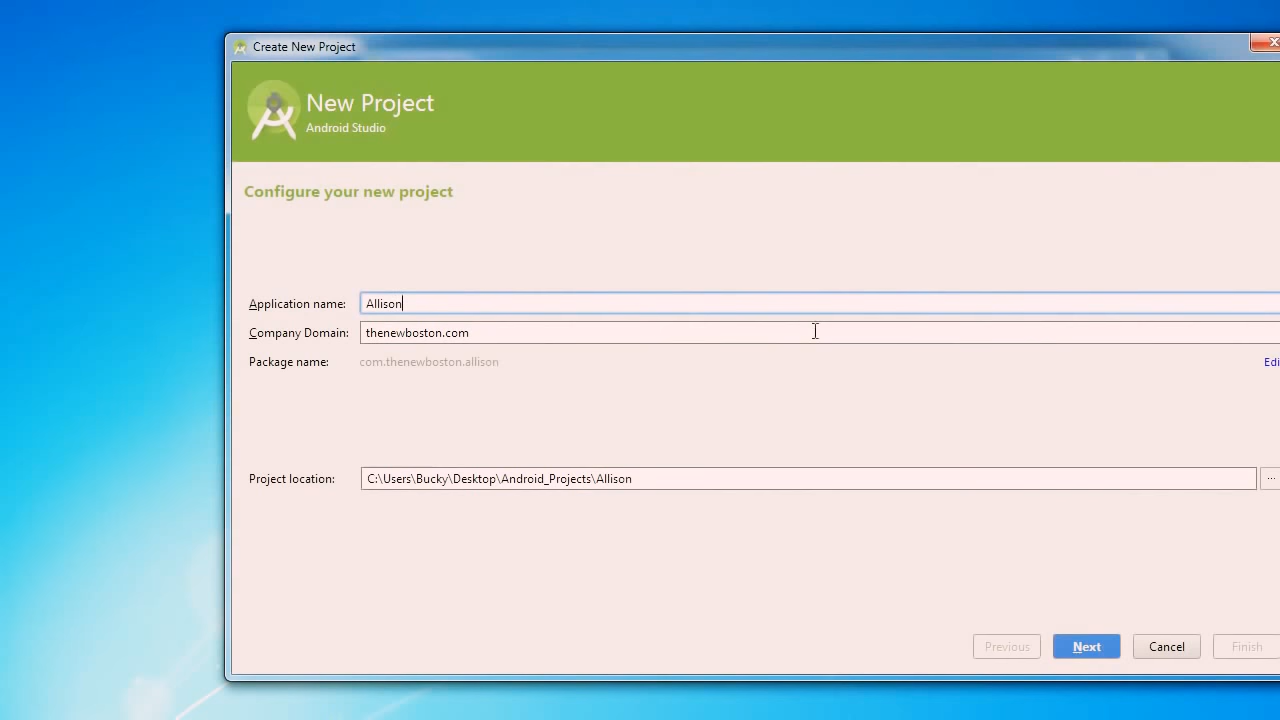 Create New Project
New Project
Android Studio
Configure your new project
Application name: Allison
Company Domain: thenewboston.com
Package name: com.thenewboston.allison
Edi
Project location: C:\Users\Bucky\Desktop\Android_Projects\Allison ...
Previous Next Cancel Finish